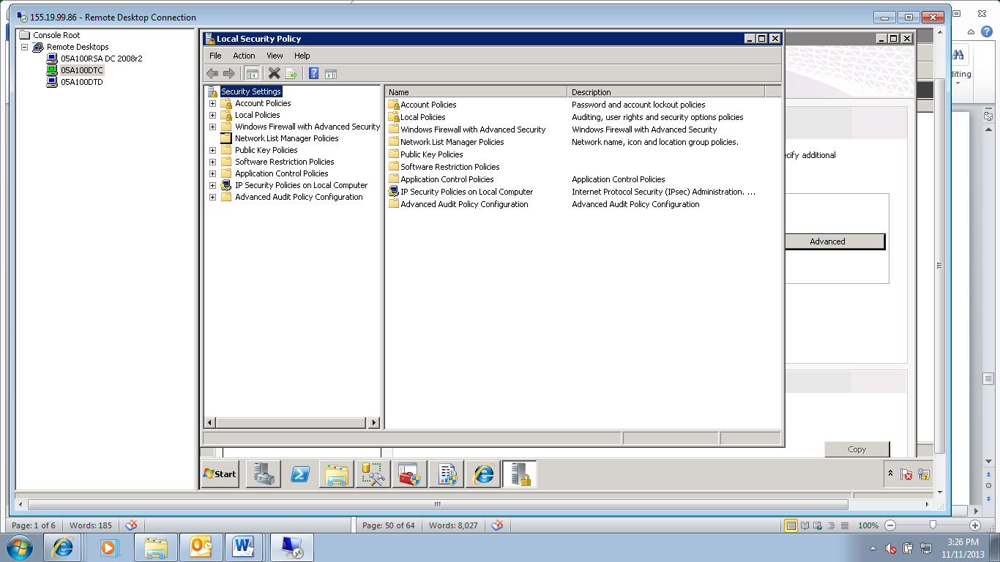 155.19.99.86 - Remote Desktop Connection
Console Root
Remote Desktops
05A100RSA DC 2008r2
05A100DTC
05A100DTD
Local Security Policy
File Action View Help
Security Settings
Account Policies
Local Policies
Windows Firewall with Advanced Security
Network List Manager Policies
Public Key Policies
Software Restriction Policies
Application Control Policies
IP Security Policies on Local Computer
Advanced Audit Policy Configuration
Name Description
Account Policies Password and account lockout policies
Local Policies Auditing, user rights and security options policies
Windows Firewall with Advanced Security Windows Firewall with Advanced Security
Network List Manager Policies Network name, icon and location group policies.
Public Key Policies
Software Restriction Policies
Application Control Policies Application Control Policies
IP Security Policies on Local Computer Internet Protocol Security (IPsec) Administration. ...
Advanced Audit Policy Configuration Advanced Audit Policy Configuration
diting
cify additional
Advanced
Copy
Start
Page: 1 of 6 Words: 185 Page: 50 of 64 Words: 8,027 100%
3:26 PM
11/11/2013